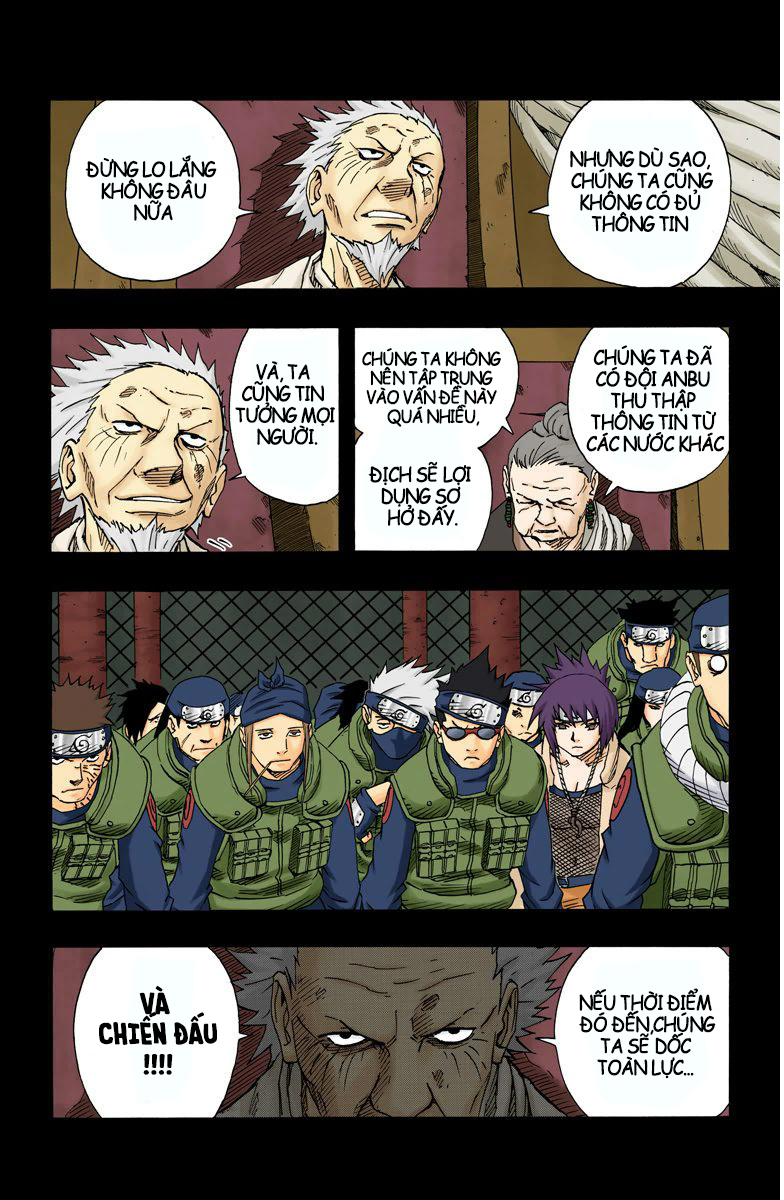 NHƯNG DÙ SAO,
CHÚNG TA CŨNG
KHÔNG CÓ ĐỦ
THÔNG TIN
ĐỪNG LO LẮNG
KHÔNG ĐÂU
NỮA
CHÚNG TA ĐÃ
CÓ ĐỘI ANBU
THU THẬP
THÔNG TIN TỪ
CÁC NƯỚC KHÁC
CHÚNG TA KHÔNG
NÊN TẬP TRUNG
VÀO VẤN ĐỀ NÀY
QUÁ NHIỀU,
ĐỊCH SẼ LỢI
DỤNG SƠ
HỞ ĐẤY.
VÀ, TA
CŨNG TIN
TƯỞNG MỌI
NGƯỜI.
NẾU THỜI ĐIỂM
ĐÓ ĐẾN,CHÚNG
TA SẼ DỐC
TOÀN LỰC...
VÀ
CHIẾN ĐẤU
!!!!